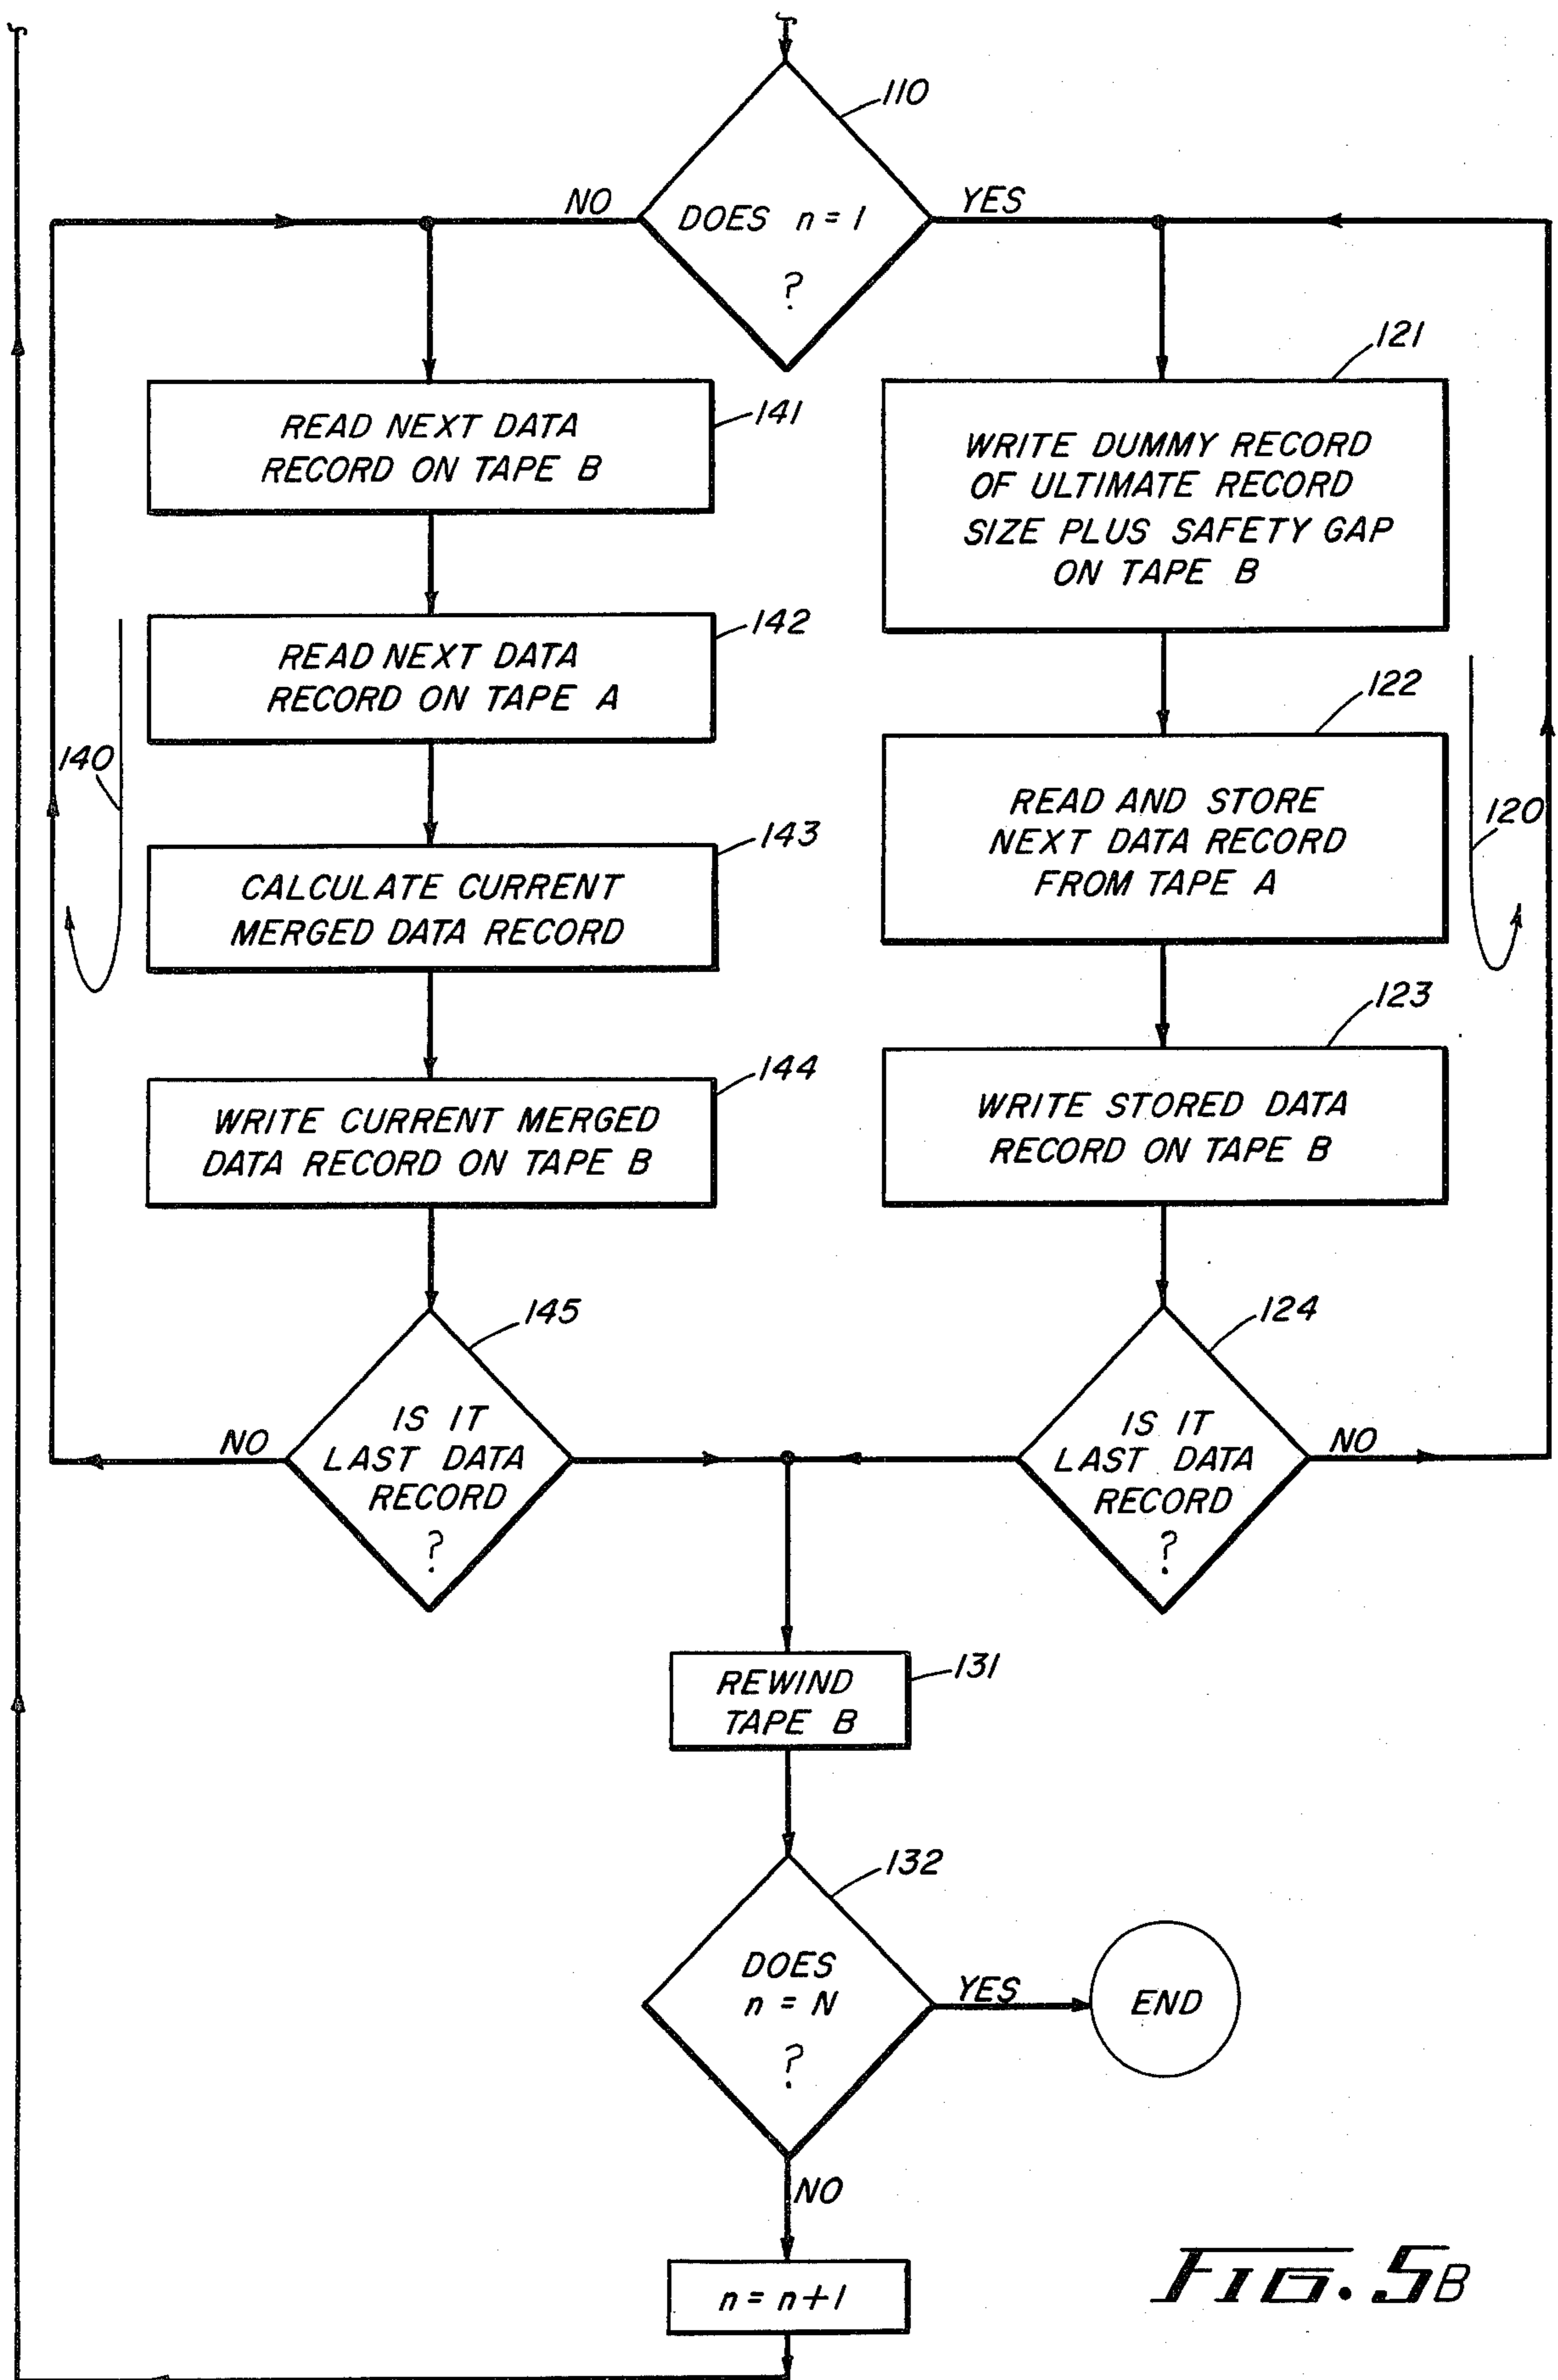 110
NO
YES
DOES n = 1
?
141
READ NEXT DATA
RECORD ON TAPE B
121
WRITE DUMMY RECORD
OF ULTIMATE RECORD
SIZE PLUS SAFETY GAP
ON TAPE B
142
READ NEXT DATA
RECORD ON TAPE A
122
READ AND STORE
NEXT DATA RECORD
FROM TAPE A
140
120
143
CALCULATE CURRENT
MERGED DATA RECORD
123
WRITE STORED DATA
RECORD ON TAPE B
144
WRITE CURRENT MERGED
DATA RECORD ON TAPE B
145
IS IT
LAST DATA
RECORD
?
NO
124
IS IT
LAST DATA
RECORD
?
NO
131
REWIND
TAPE B
132
DOES
n = N
?
YES
END
NO
n = n+1
FIG. 5B